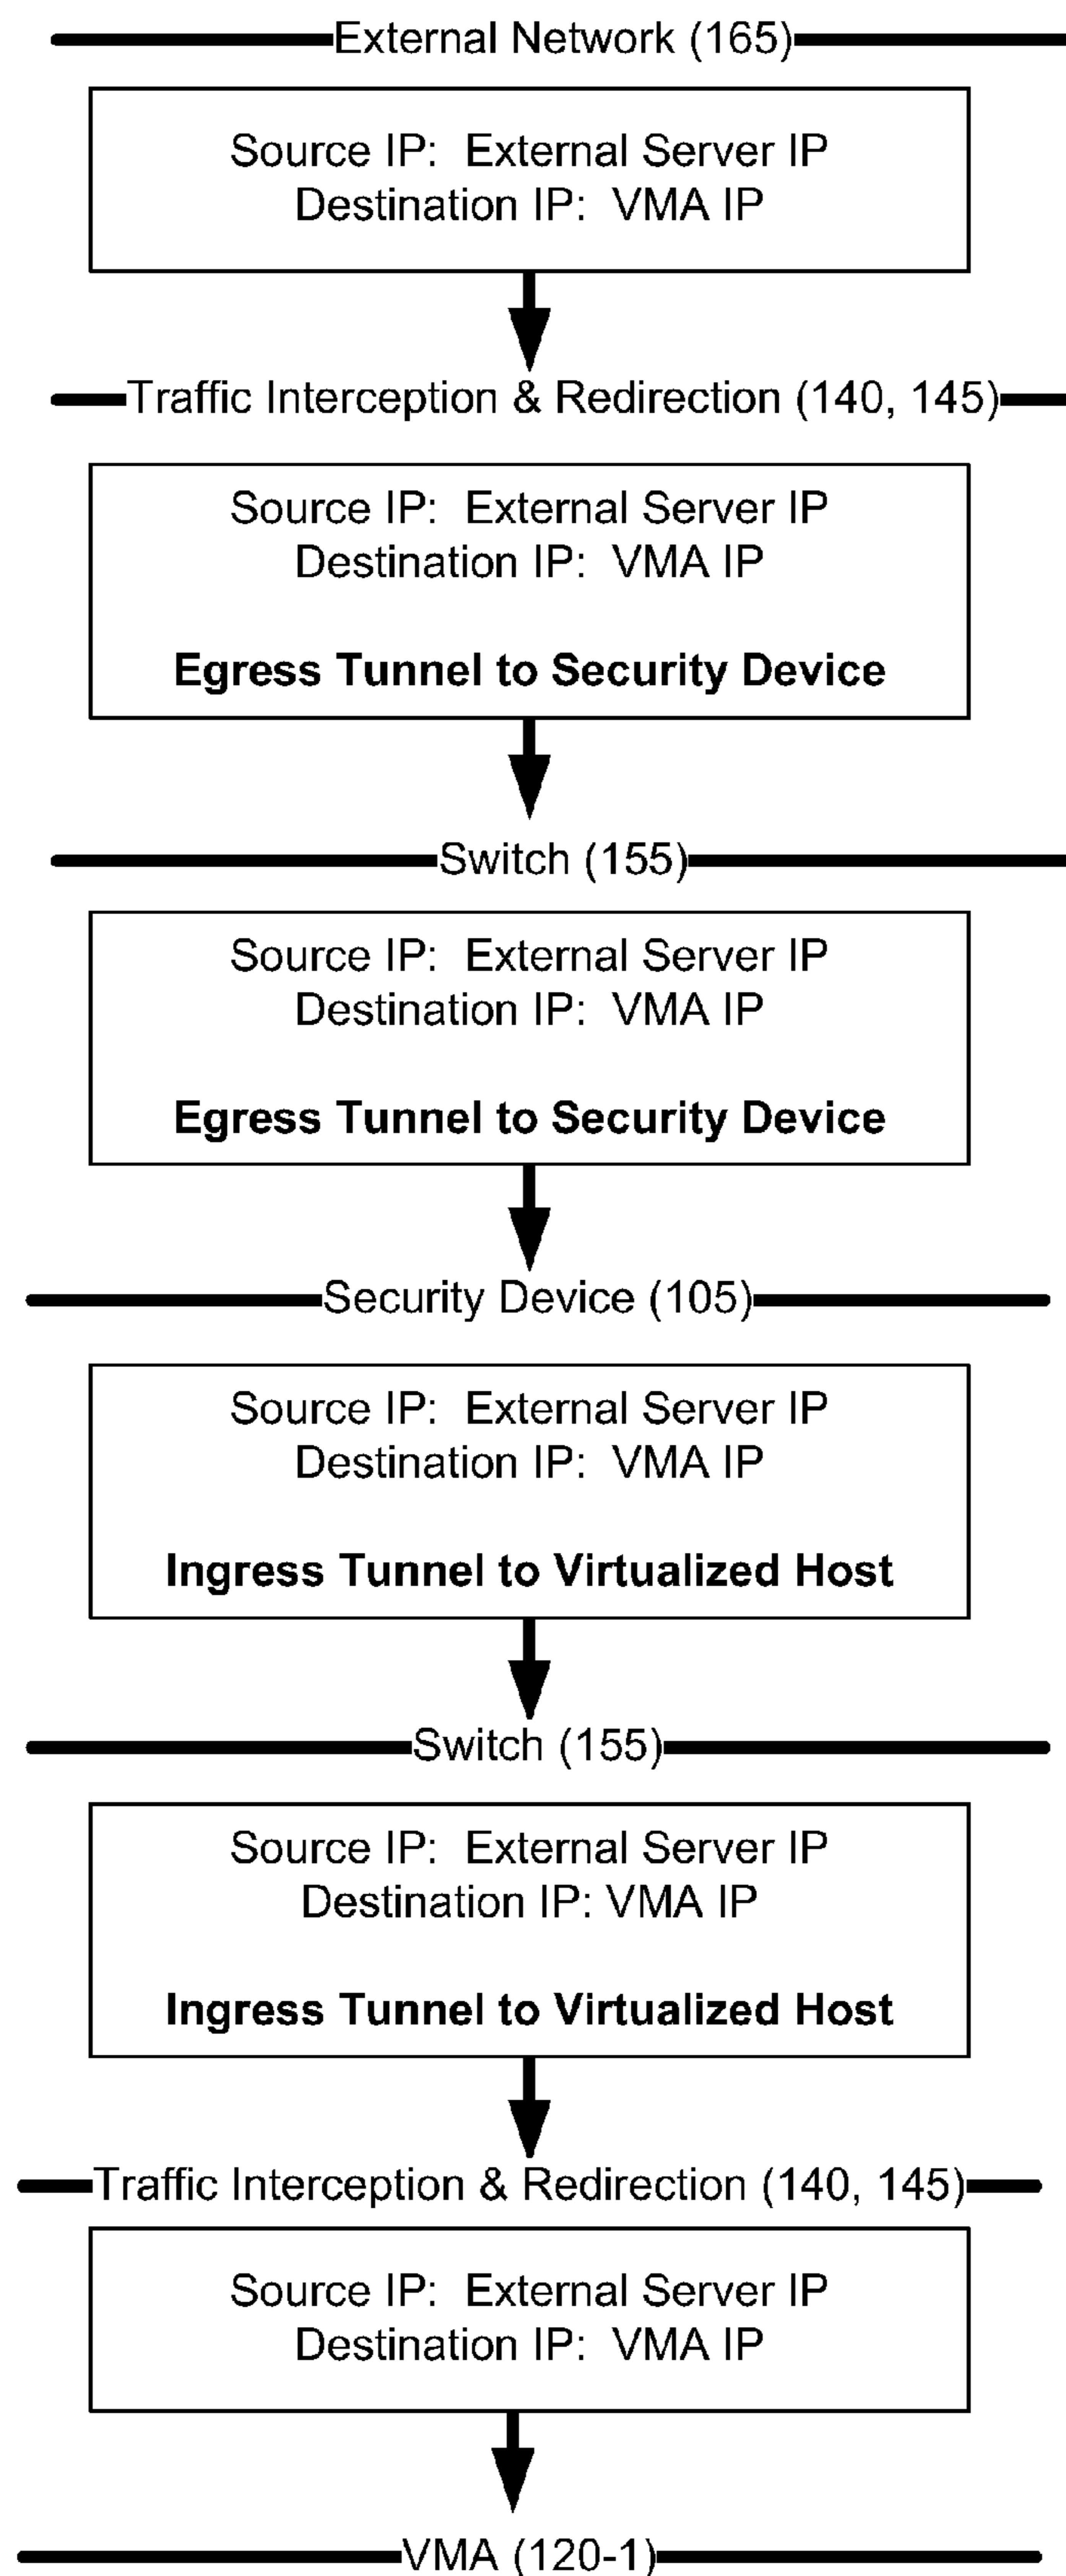 External Network (165)
Source IP: External Server IP
Destination IP: VMA IP
Traffic Interception & Redirection (140, 145)
Source IP: External Server IP
Destination IP: VMA IP
Egress Tunnel to Security Device
Switch (155)
Source IP: External Server IP
Destination IP: VMA IP
Egress Tunnel to Security Device
Security Device (105)
Source IP: External Server IP
Destination IP: VMA IP
Ingress Tunnel to Virtualized Host
Switch (155)
Source IP: External Server IP
Destination IP: VMA IP
Ingress Tunnel to Virtualized Host
Traffic Interception & Redirection (140, 145)
Source IP: External Server IP
Destination IP: VMA IP
VMA (120-1)